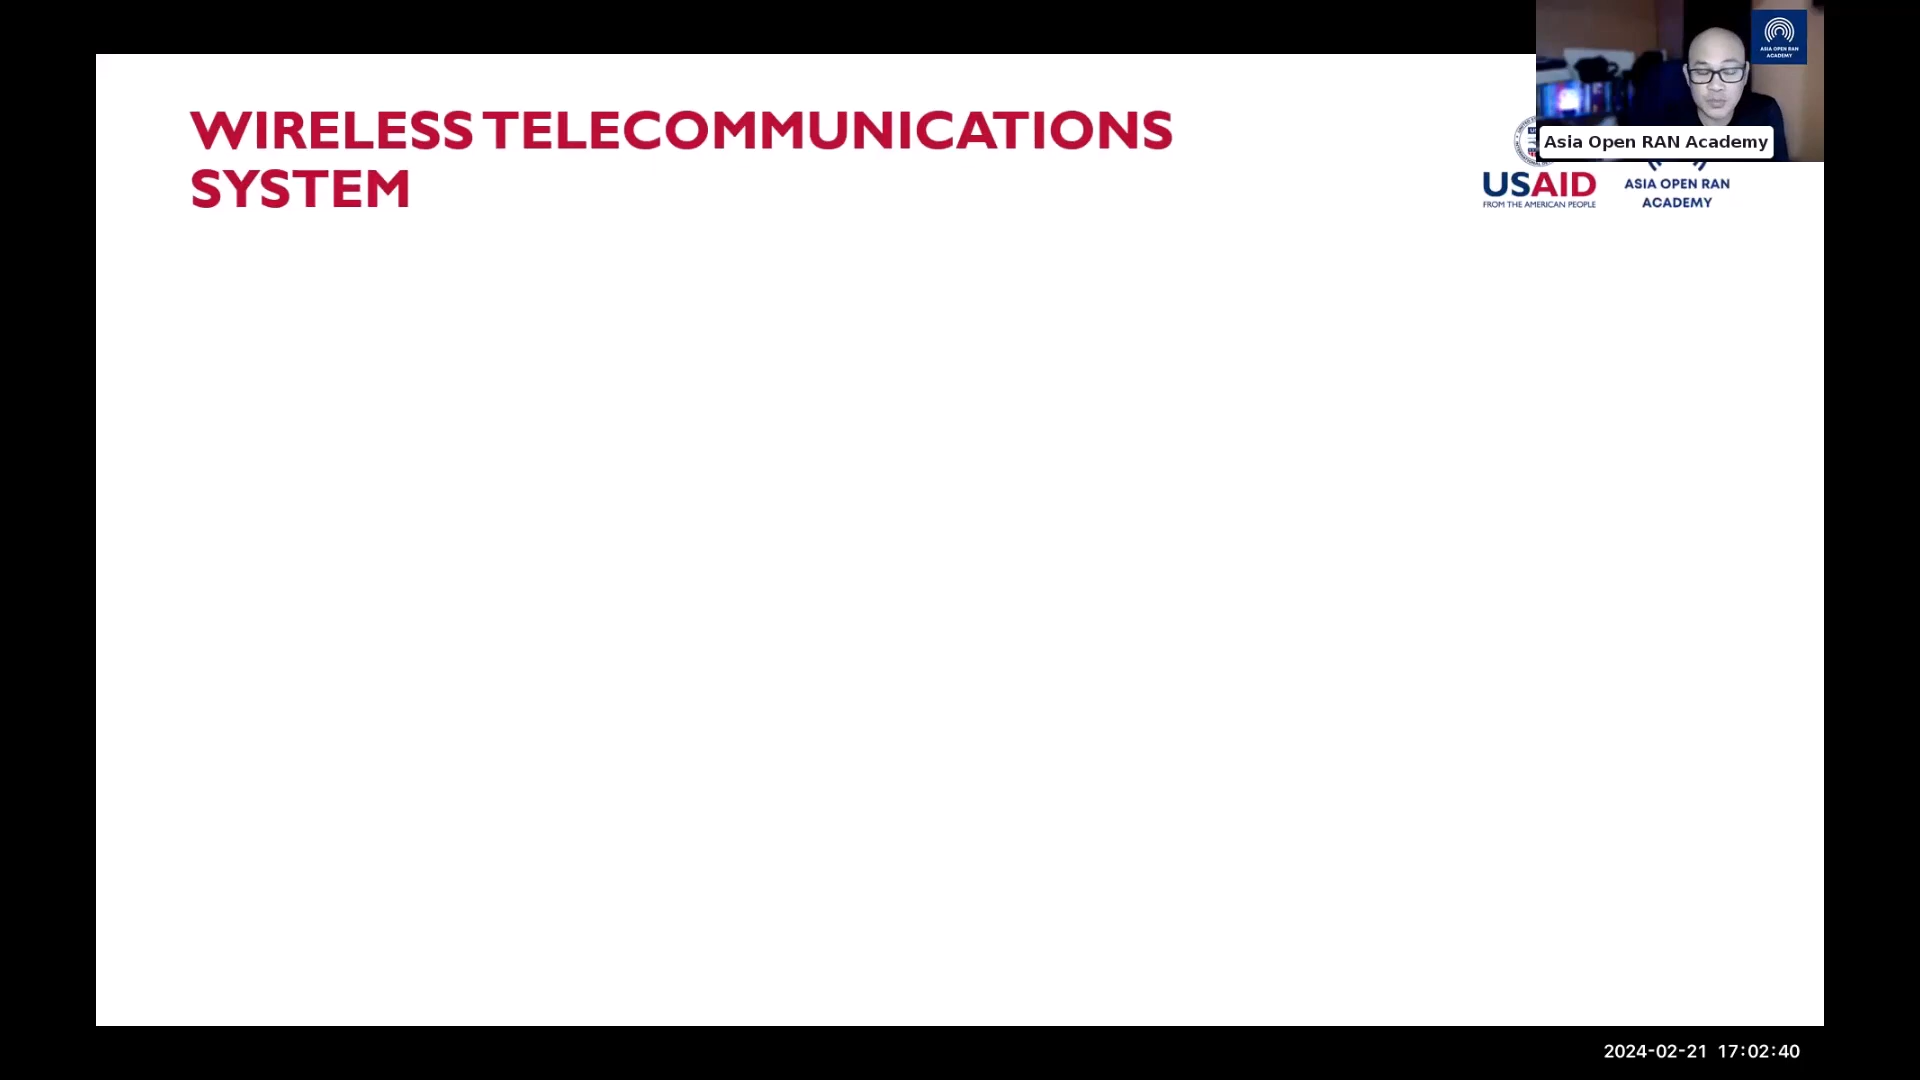 WIRELESS TELECOMMUNICATIONS
SYSTEM
ASIA OPEN RAN
ACADEMY
Asia Open RAN Academy
USAID
FROM THE AMERICAN PEOPLE
ASIA OPEN RAN
ACADEMY
2024-02-21 17:02:40